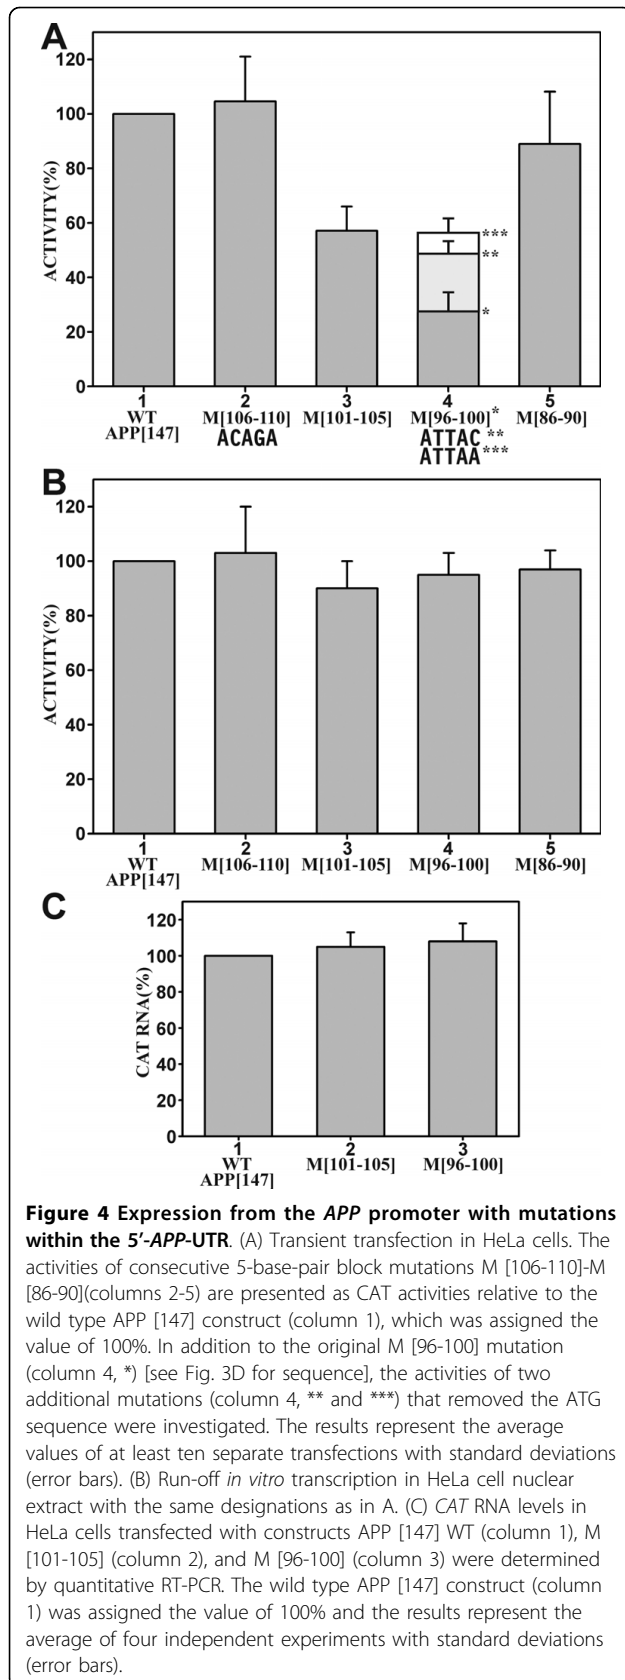 A
120
100
80
60
40
20
0
ACTIVITY(%)
***
**
*
1 2 3 4 5
WT M[106-110] M[101-105] M[96-100]* M[86-90]
APP[147] ACAGA ATTAC **
ATTAA ***
B
120
100
80
60
40
20
0
ACTIVITY(%)
1 2 3 4 5
WT M[106-110] M[101-105] M[96-100] M[86-90]
APP[147]
C
120
100
80
60
40
20
0
CAT RNA(%)
1 2 3
WT M[101-105] M[96-100]
APP[147]
Figure 4 Expression from the APP promoter with mutations
within the 5'-APP-UTR. (A) Transient transfection in HeLa cells. The
activities of consecutive 5-base-pair block mutations M [106-110]-M
[86-90](columns 2-5) are presented as CAT activities relative to the
wild type APP [147] construct (column 1), which was assigned the
value of 100%. In addition to the original M [96-100] mutation
(column 4, *) [see Fig. 3D for sequence], the activities of two
additional mutations (column 4, ** and ***) that removed the ATG
sequence were investigated. The results represent the average
values of at least ten separate transfections with standard deviations
(error bars). (B) Run-off in vitro transcription in HeLa cell nuclear
extract with the same designations as in A. (C) CAT RNA levels in
HeLa cells transfected with constructs APP [147] WT (column 1), M
[101-105] (column 2), and M [96-100] (column 3) were determined
by quantitative RT-PCR. The wild type APP [147] construct (column
1) was assigned the value of 100% and the results represent the
average of four independent experiments with standard deviations
(error bars).